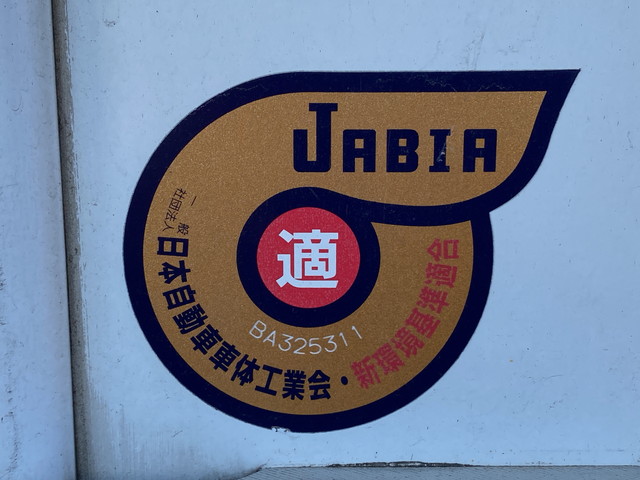 JABIA
適
BA325311
一般
社団法人
日本自動車車体工業会・新環境基準適合